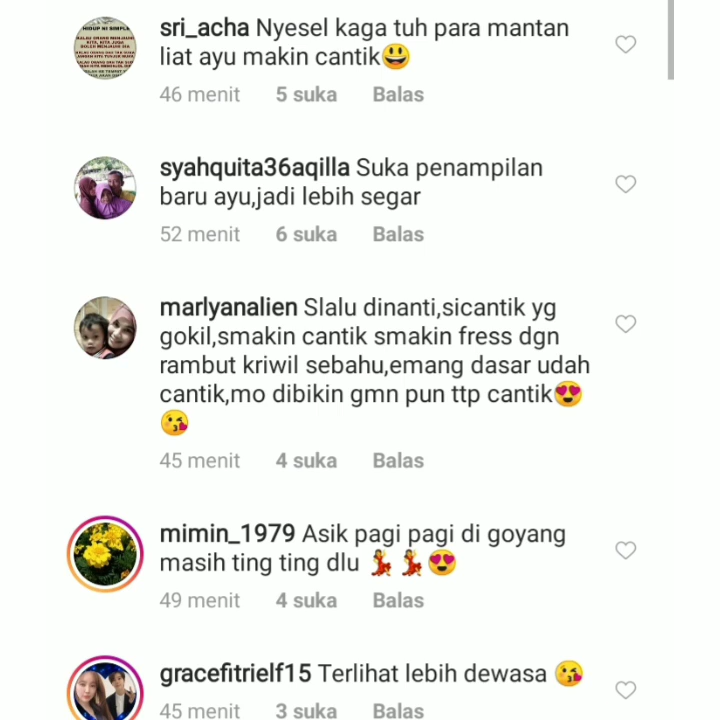 HIDUP NI SIMPLE
sri_acha Nyesel kaga tuh para mantan
liat ayu makin cantik😃
46 menit 5 suka Balas
syahquita36aqilla Suka penampilan
baru ayu,jadi lebih segar
52 menit 6 suka Balas
marlyanalien Slalu dinanti,sicantik yg
gokil,smakin cantik smakin fress dgn
rambut kriwil sebahu,emang dasar udah
cantik,mo dibikin gmn pun ttp cantik😍
😘
45 menit 4 suka Balas
mimin_1979 Asik pagi pagi di goyang
masih ting ting dlu 💃💃😍
49 menit 4 suka Balas
gracefitrielf15 Terlihat lebih dewasa 😘
45 menit 3 suka Balas